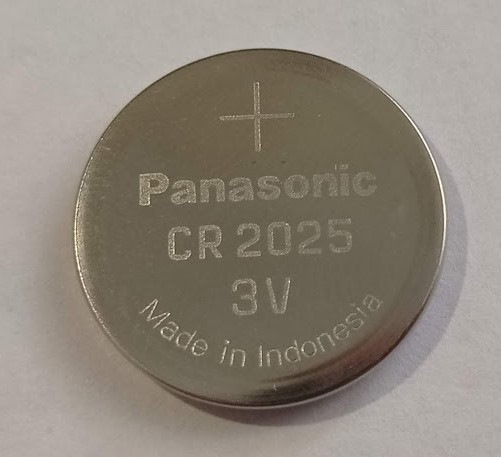 +
Panasonic
CR 2025
3V
Made in Indonesia